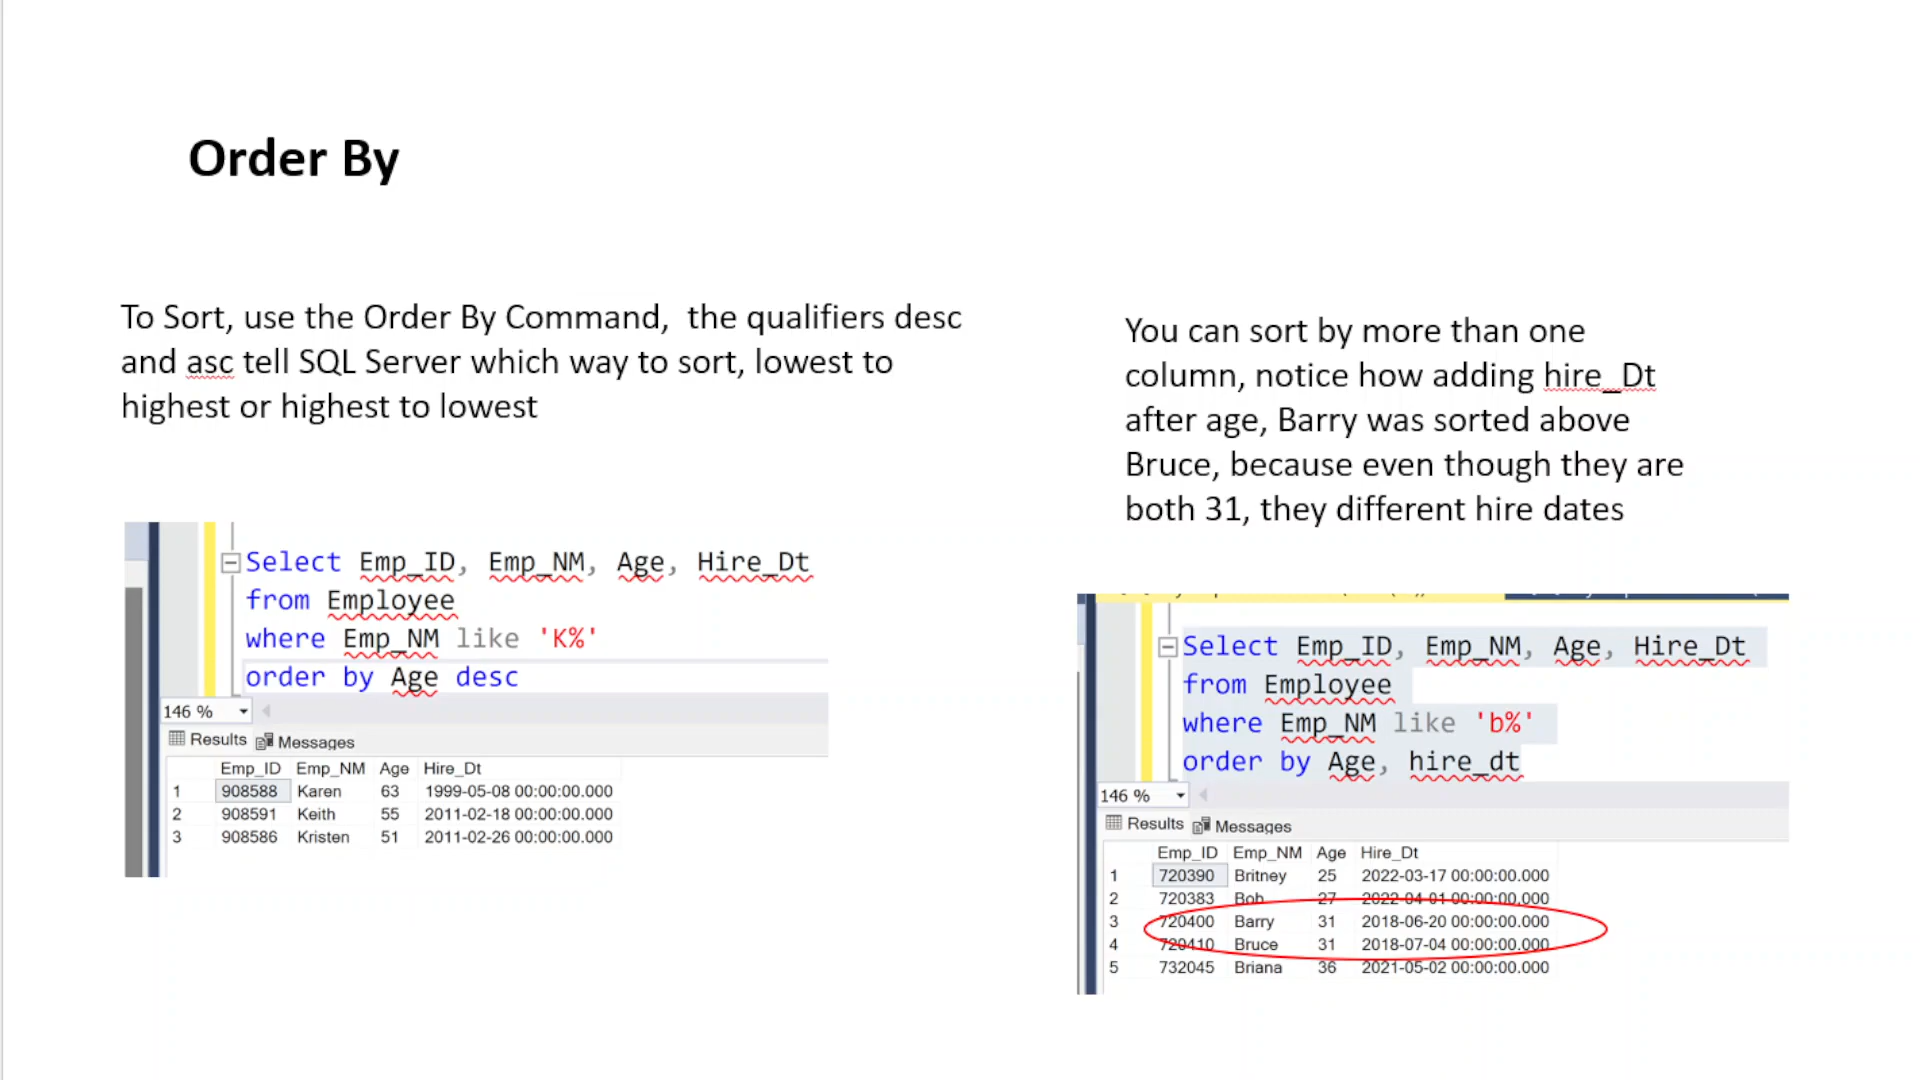 Order By
To Sort, use the Order By Command,  the qualifiers desc
and asc tell SQL Server which way to sort, lowest to
highest or highest to lowest
Select Emp_ID, Emp_NM, Age, Hire_Dt
from Employee
where Emp_NM like 'K%'
order by Age desc
146 %
Results Messages
Emp_ID Emp_NM Age Hire_Dt
1 908588 Karen 63 1999-05-08 00:00:00.000
2 908591 Keith 55 2011-02-18 00:00:00.000
3 908586 Kristen 51 2011-02-26 00:00:00.000
You can sort by more than one
column, notice how adding hire_Dt
after age, Barry was sorted above
Bruce, because even though they are
both 31, they different hire dates
Select Emp_ID, Emp_NM, Age, Hire_Dt
from Employee
where Emp_NM like 'b%'
order by Age, hire_dt
146 %
Results Messages
Emp_ID Emp_NM Age Hire_Dt
1 720390 Britney 25 2022-03-17 00:00:00.000
2 720383 Bob 27 2022-04-01 00:00:00.000
3 720400 Barry 31 2018-06-20 00:00:00.000
4 720410 Bruce 31 2018-07-04 00:00:00.000
5 732045 Briana 36 2021-05-02 00:00:00.000